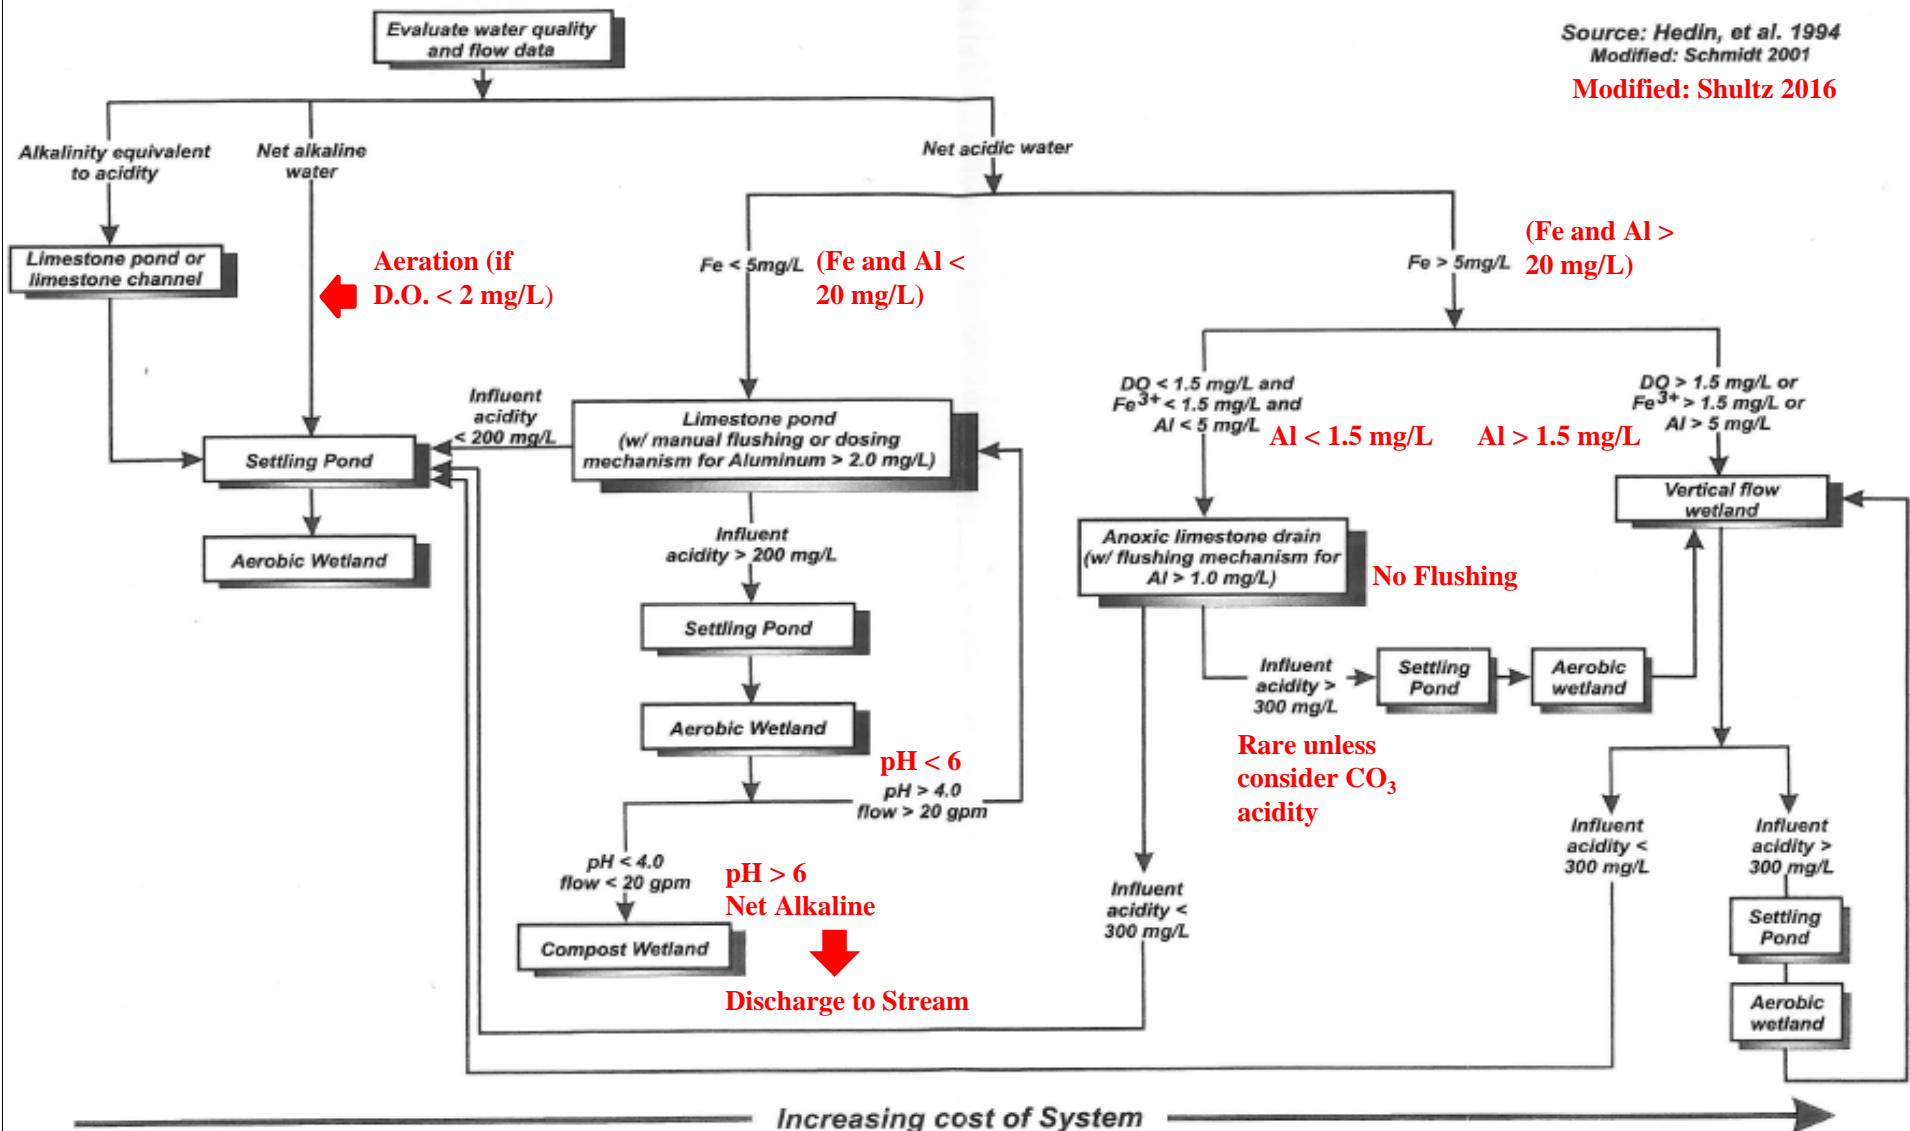 Evaluate water quality
and flow data
Source: Hedin, et al. 1994
Modified: Schmidt 2001
Modified: Shultz 2016
Alkalinity equivalent
to acidity
Net alkaline
water
Net acidic water
Limestone pond or
limestone channel
Aeration (if
D.O. < 2 mg/L)
Fe < 5mg/L
(Fe and Al <
20 mg/L)
Fe > 5mg/L
(Fe and Al >
20 mg/L)
Influent
acidity
< 200 mg/L
Limestone pond
(w/ manual flushing or dosing
mechanism for Aluminum > 2.0 mg/L)
DO < 1.5 mg/L and
Fe3+ < 1.5 mg/L and
Al < 5 mg/L
Al < 1.5 mg/L
Al > 1.5 mg/L
DO > 1.5 mg/L or
Fe3+ > 1.5 mg/L or
Al > 5 mg/L
Settling Pond
Aerobic Wetland
Influent
acidity > 200 mg/L
Settling Pond
Aerobic Wetland
pH < 6
pH > 4.0
flow > 20 gpm
pH < 4.0
flow < 20 gpm
pH > 6
Net Alkaline
Compost Wetland
Discharge to Stream
Anoxic limestone drain
(w/ flushing mechanism for
Al > 1.0 mg/L)
No Flushing
Vertical flow
wetland
Influent
acidity >
300 mg/L
Settling
Pond
Aerobic
wetland
Rare unless
consider CO3
acidity
Influent
acidity <
300 mg/L
Influent
acidity <
300 mg/L
Influent
acidity >
300 mg/L
Settling
Pond
Aerobic
wetland
Increasing cost of System